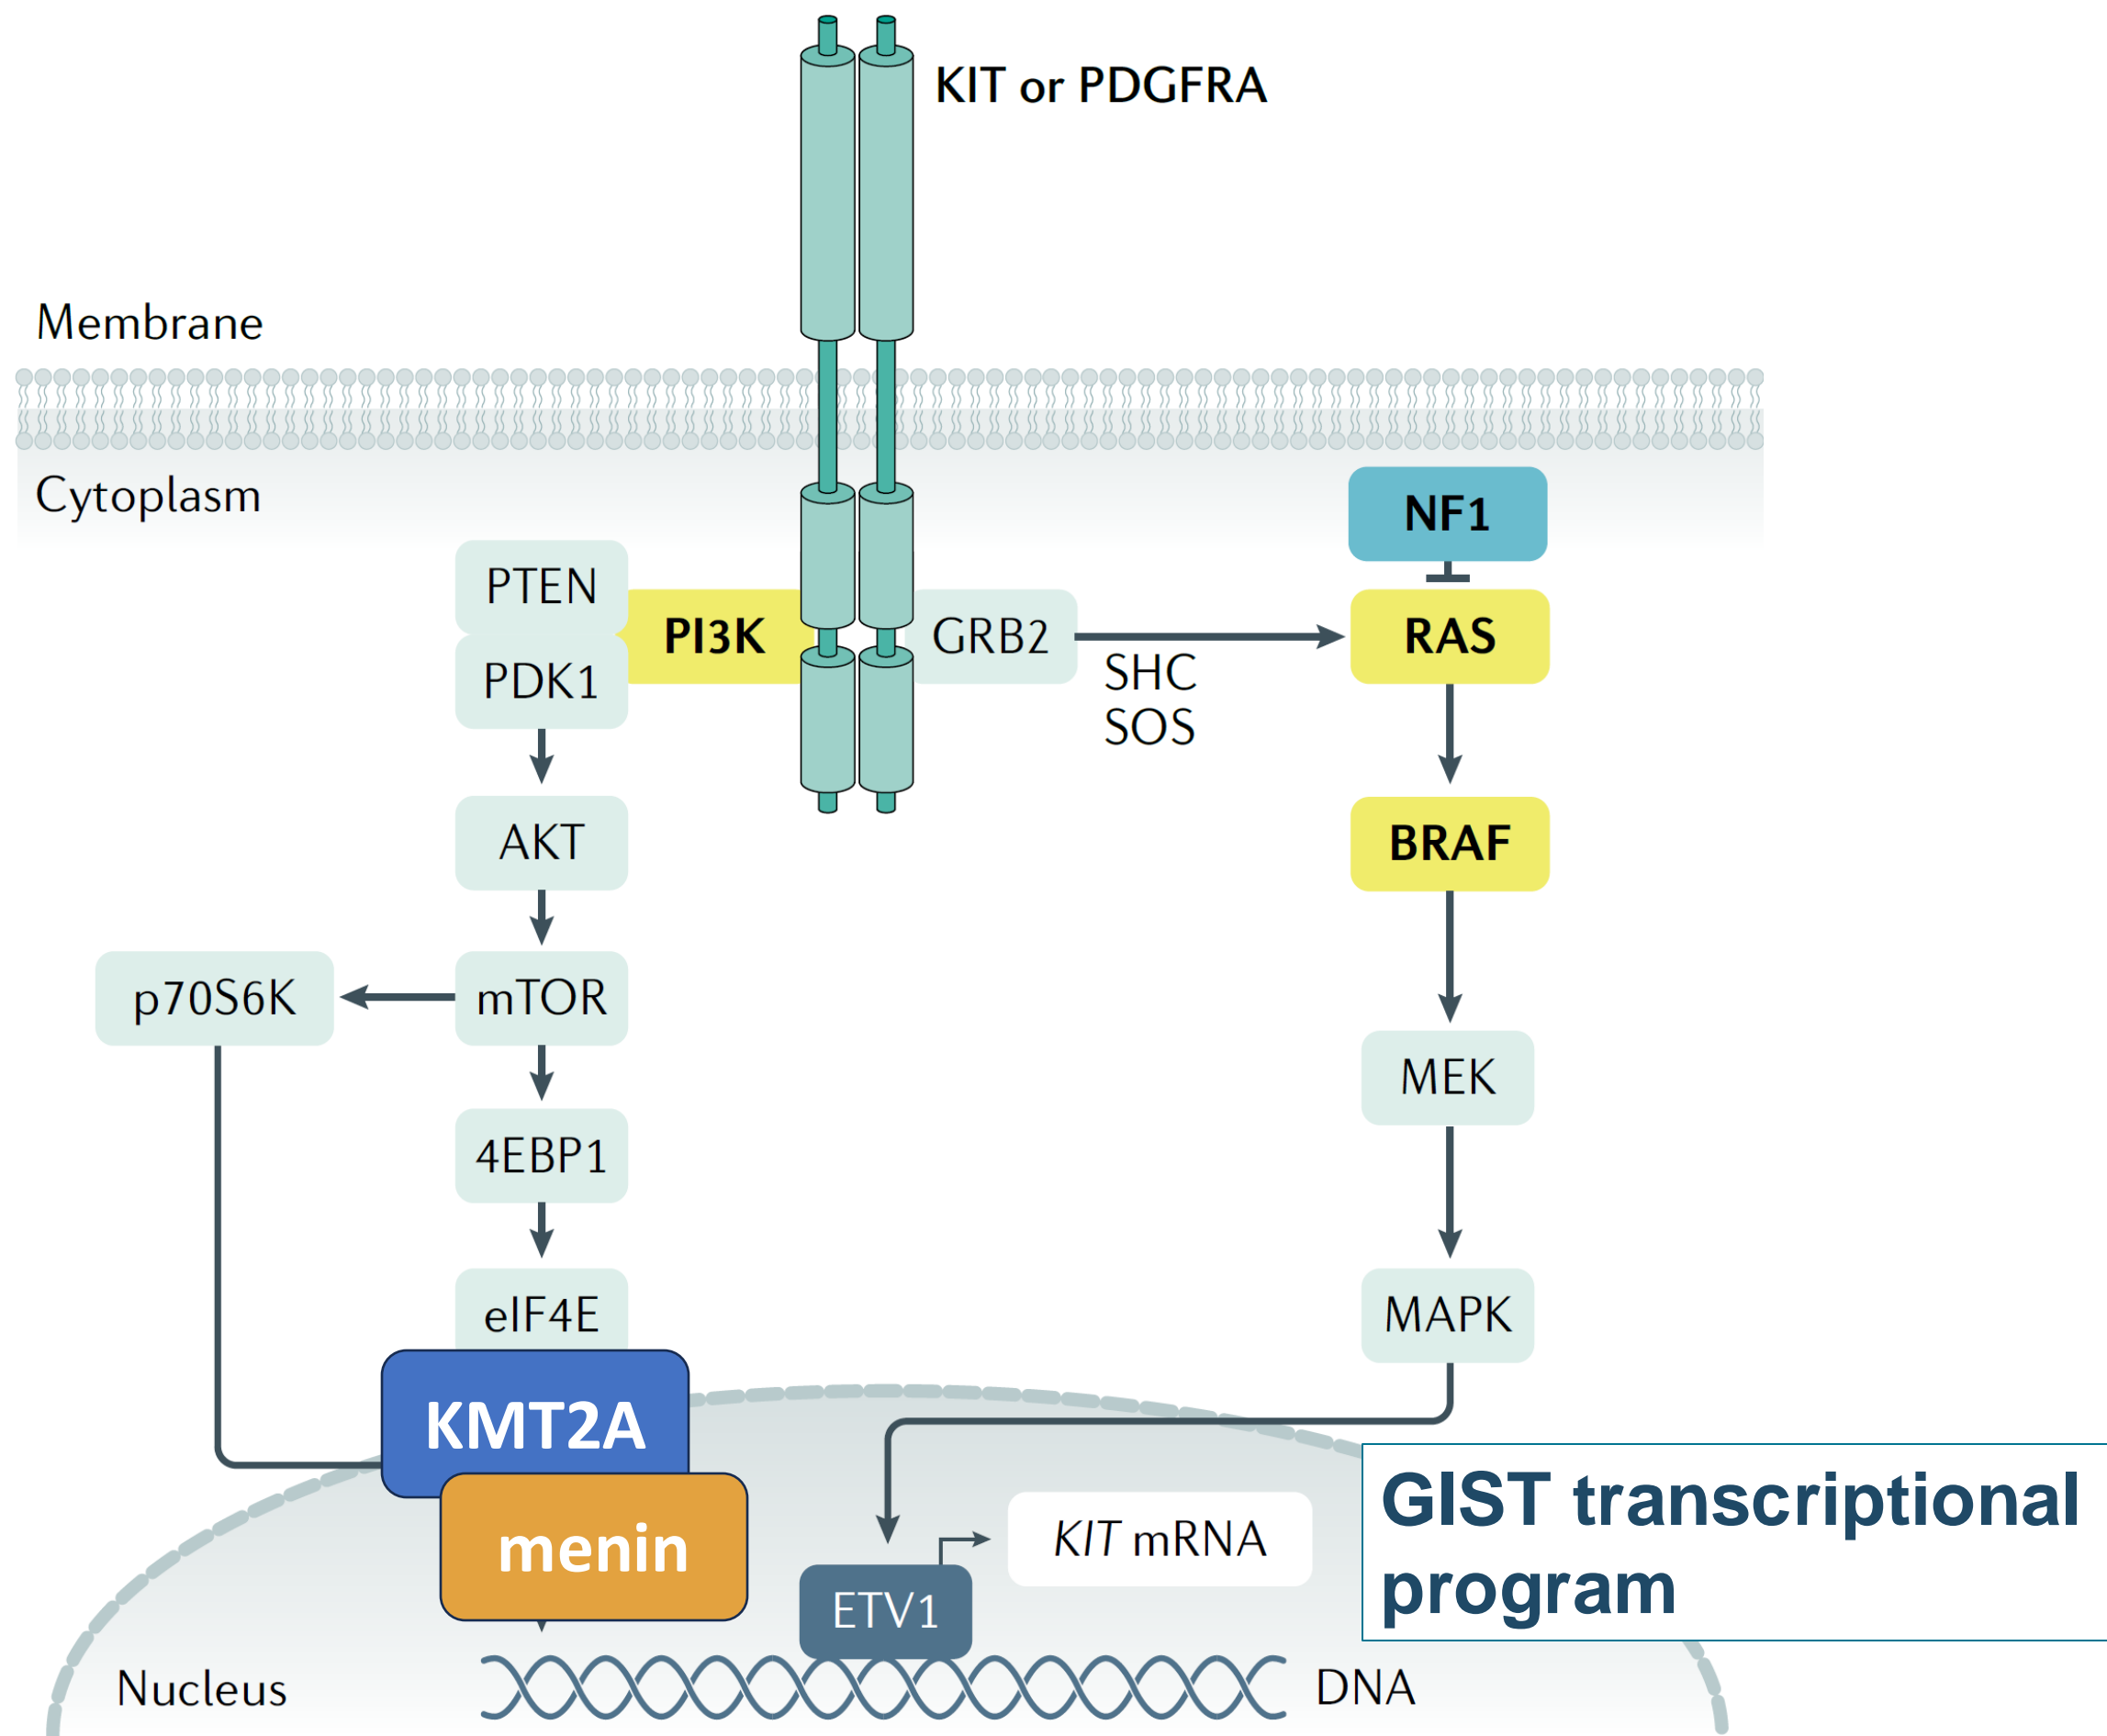 KIT or PDGFRA
Membrane
Cytoplasm
NF1
PTEN
PI3K
GRB2
RAS
PDK1
SHC
SOS
AKT
BRAF
p70S6K
mTOR
MEK
4EBP1
eIF4E
MAPK
KMT2A
menin
KIT mRNA
GIST transcriptional
program
ETV1
Nucleus
DNA